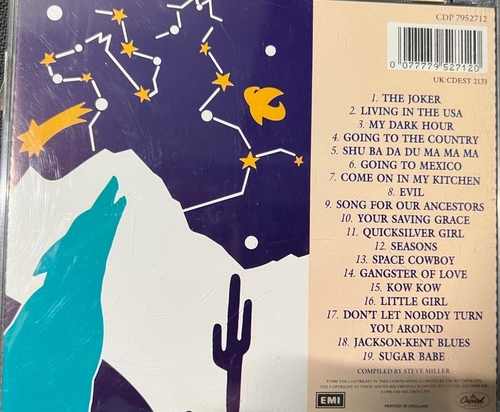 CDP 7952712
0 077779 527120
UK:CDEST 2133
1. THE JOKER
2. LIVING IN THE USA
3. MY DARK HOUR
4. GOING TO THE COUNTRY
5. SHU BA DA DU MA MA MA
6. GOING TO MEXICO
7. COME ON IN MY KITCHEN
8. EVIL
9. SONG FOR OUR ANCESTORS
10. YOUR SAVING GRACE
11. QUICKSILVER GIRL
12. SEASONS
13. SPACE COWBOY
14. GANGSTER OF LOVE
15. KOW KOW
16. LITTLE GIRL
17. DON'T LET NOBODY TURN
YOU AROUND
18. JACKSON-KENT BLUES
19. SUGAR BABE
COMPILED BY STEVE MILLER
EMI
Capitol